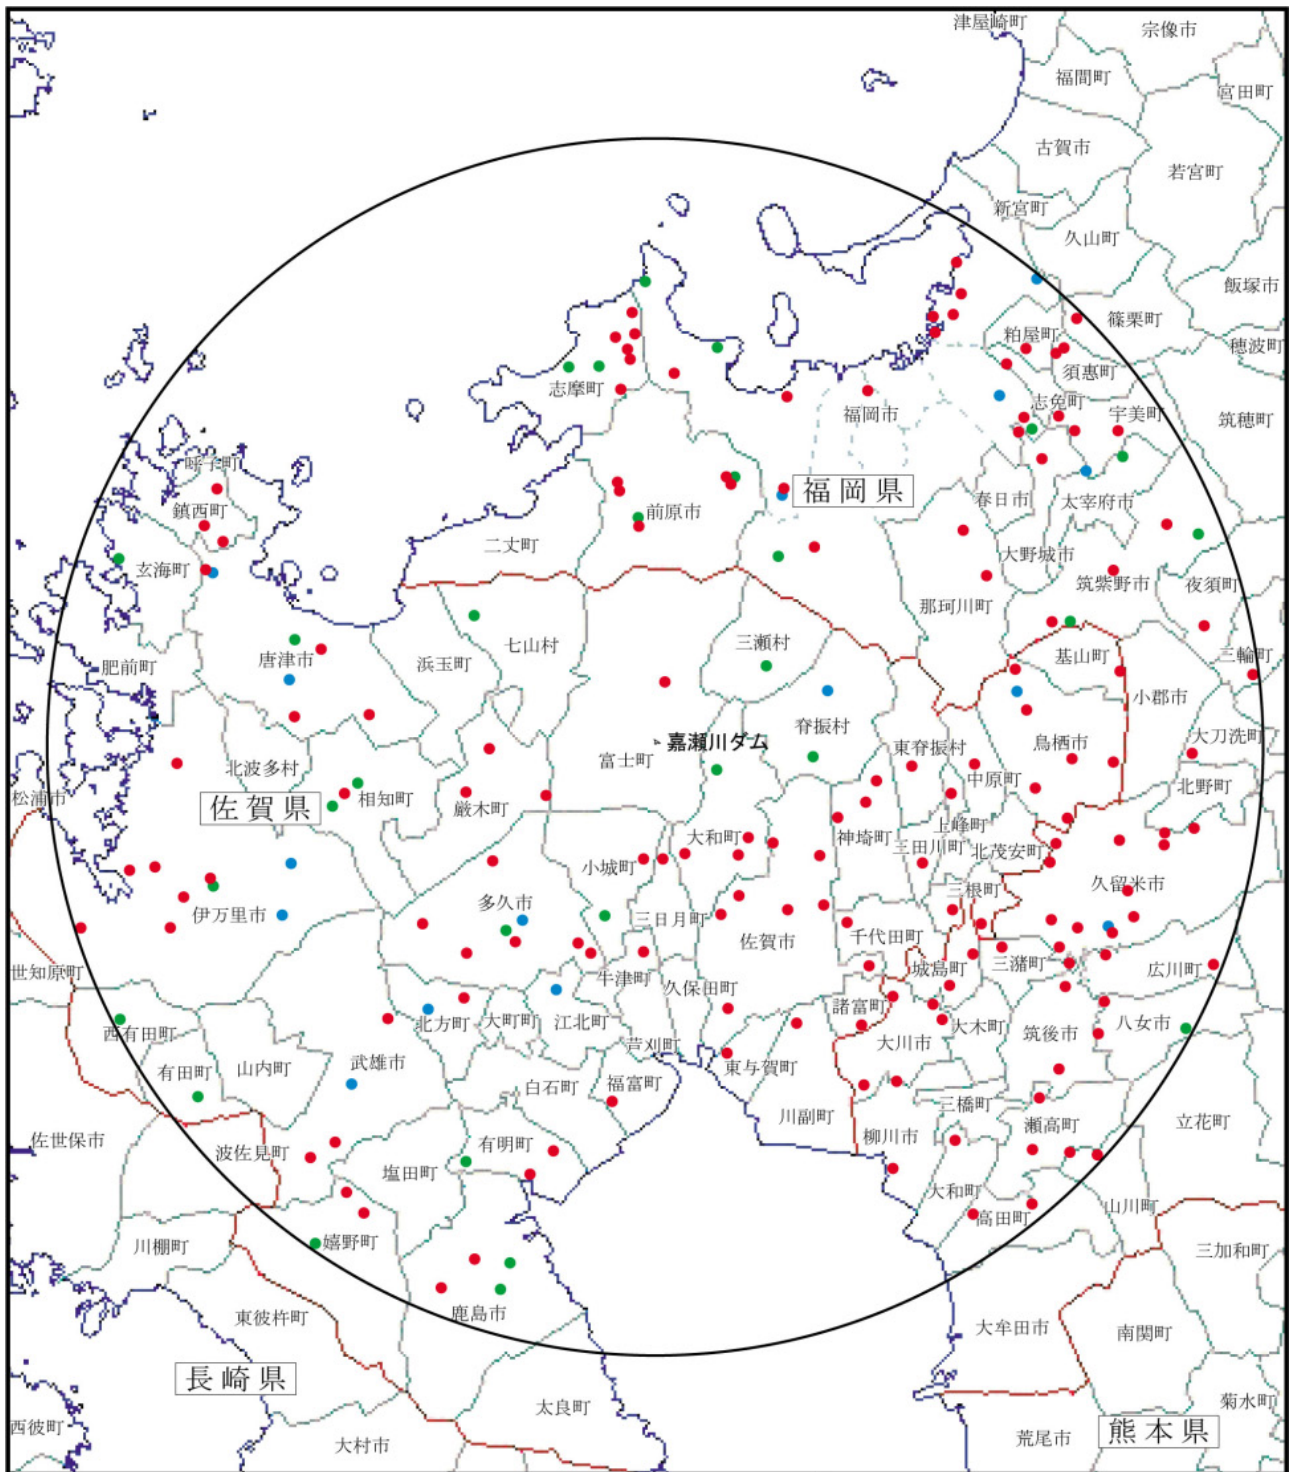 津屋崎町
宗像市
福間町
宮田町
古賀市
若宮町
新宮町
久山町
飯塚市
篠栗町
粕屋町
穂波町
須惠町
志摩町
志免町
福岡市
宇美町
筑穂町
呼子町
福岡県
鎮西町
前原市
春日市
太宰府市
二丈町
玄海町
大野城市
筑紫野市
夜須町
那珂川町
七山村
三瀬村
唐津市
浜玉町
基山町
三輪町
肥前町
小郡市
脊振村
嘉瀬川ダム
東脊振村
鳥栖市
大刀洗町
富士町
北波多村
中原町
北野町
松浦市
佐賀県
相知町
厳木町
神埼町
上峰町
大和町
三田川町
北茂安町
小城町
三根町
久留米市
多久市
伊万里市
三日月町
佐賀市
千代田町
世知原町
牛津町
城島町
三潴町
広川町
久保田町
諸富町
西有田町
北方町
大町町
江北町
大木町
筑後市
八女市
芦刈町
大川市
有田町
山内町
武雄市
東与賀町
白石町
福富町
三橋町
川副町
瀬高町
立花町
佐世保市
波佐見町
有明町
柳川市
塩田町
大和町
山川町
高田町
川棚町
嬉野町
三加和町
東彼杵町
鹿島市
大牟田市
南関町
長崎県
太良町
菊水町
西彼町
大村市
荒尾市
熊本県